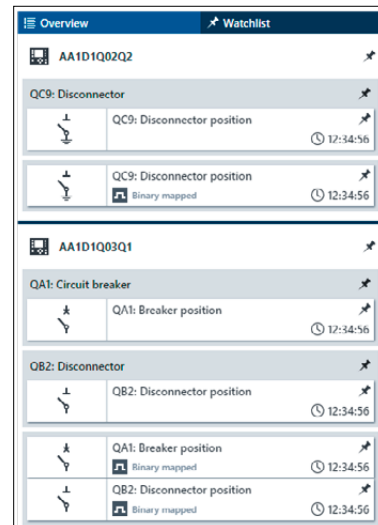 Overview
Watchlist
AA1D1Q02Q2
QC9: Disconnector
QC9: Disconnector position
12:34:56
QC9: Disconnector position
Binary mapped
12:34:56
AA1D1Q03Q1
QA1: Circuit breaker
QA1: Breaker position
12:34:56
QB2: Disconnector
QB2: Disconnector position
12:34:56
QA1: Breaker position
Binary mapped
12:34:56
QB2: Disconnector position
Binary mapped
12:34:56